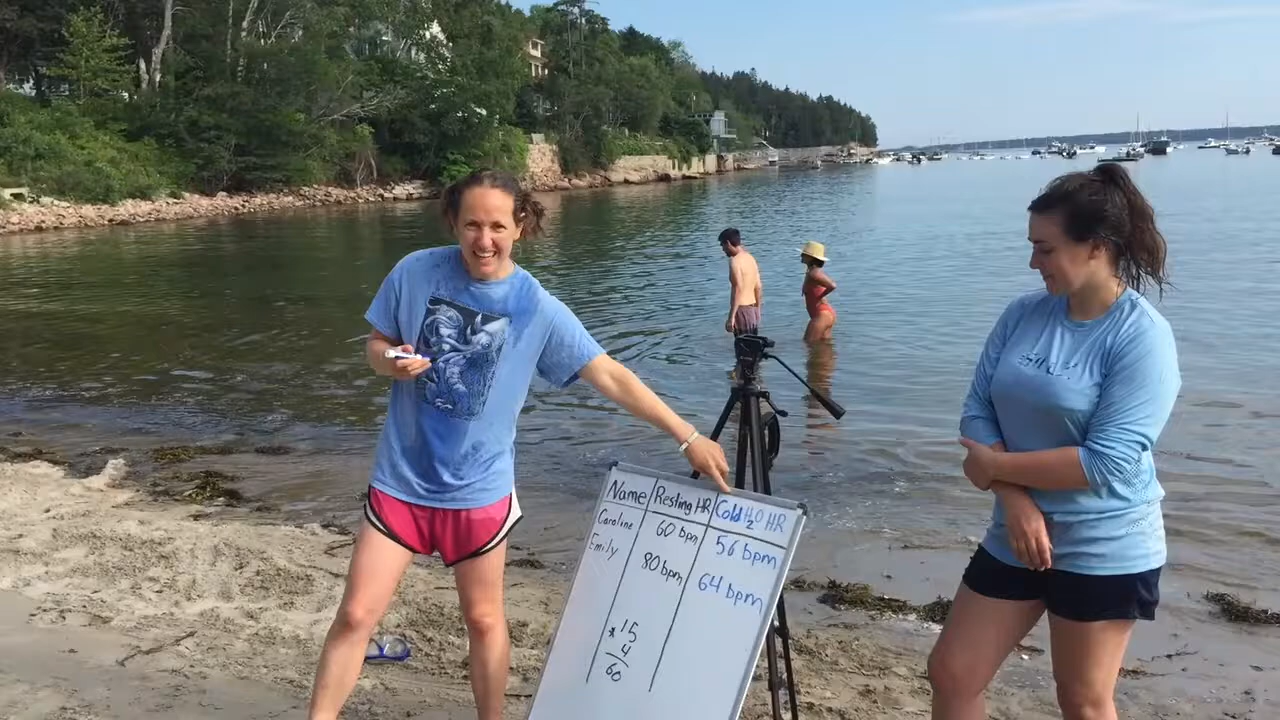 Name Resting HR Cold H2O HR
Caroline 60 bpm 56 bpm
Emily 80 bpm 64 bpm
15
* 4
60